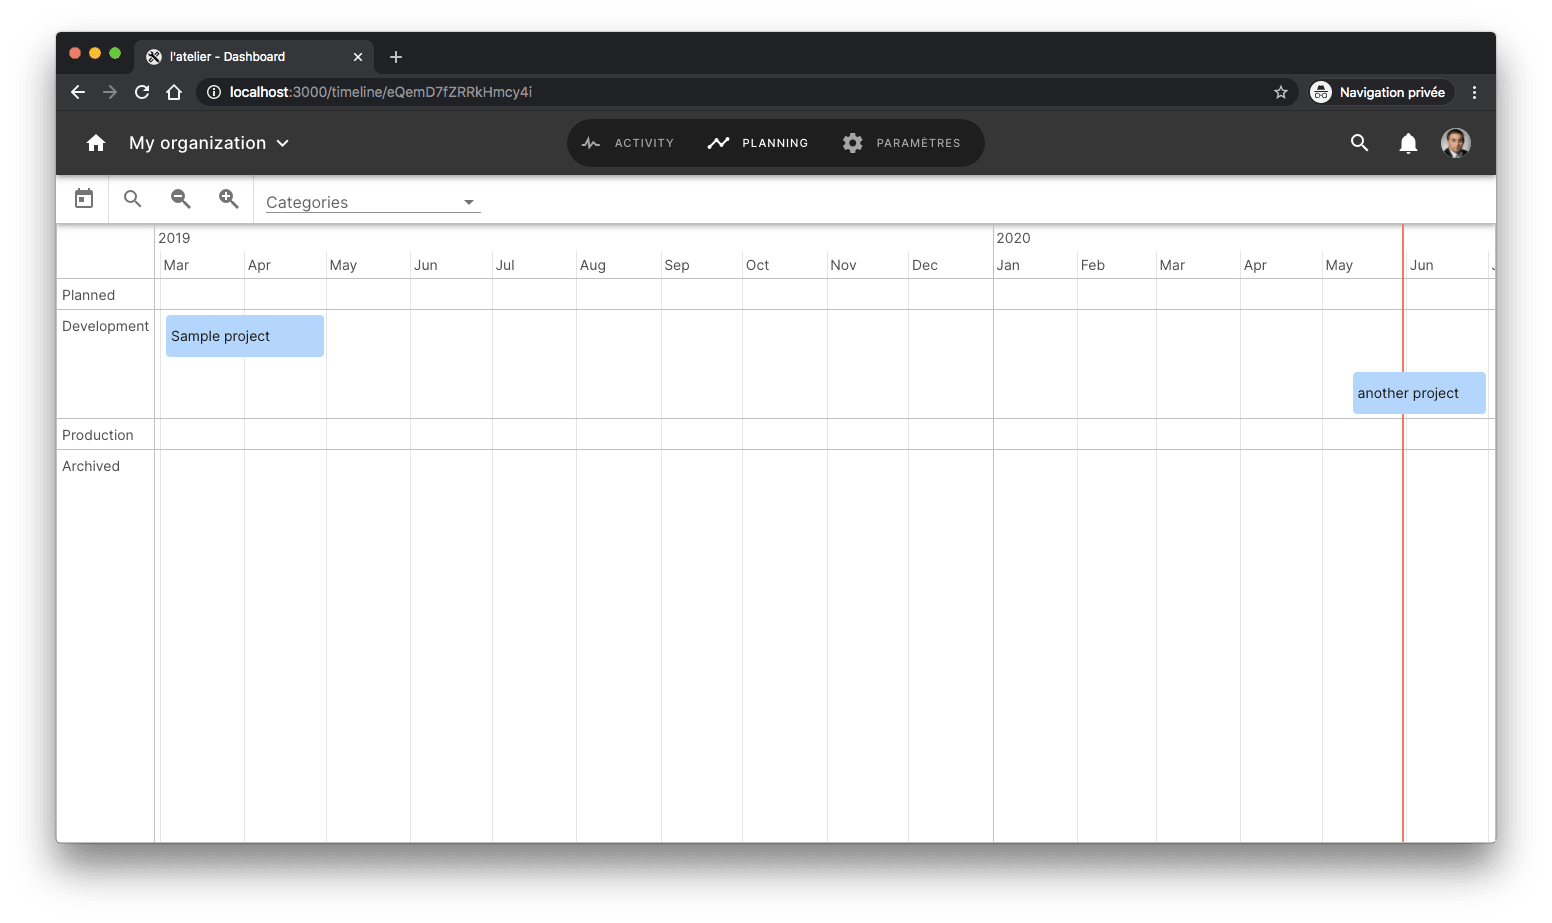 l'atelier - Dashboard
localhost:3000/timeline/eQemD7fZRRkHmcy4i
Navigation privée
My organization
ACTIVITY
PLANNING
PARAMÈTRES
Categories
2019 2020
Mar Apr May Jun Jul Aug Sep Oct Nov Dec Jan Feb Mar Apr May Jun
Planned
Development
Sample project
another project
Production
Archived